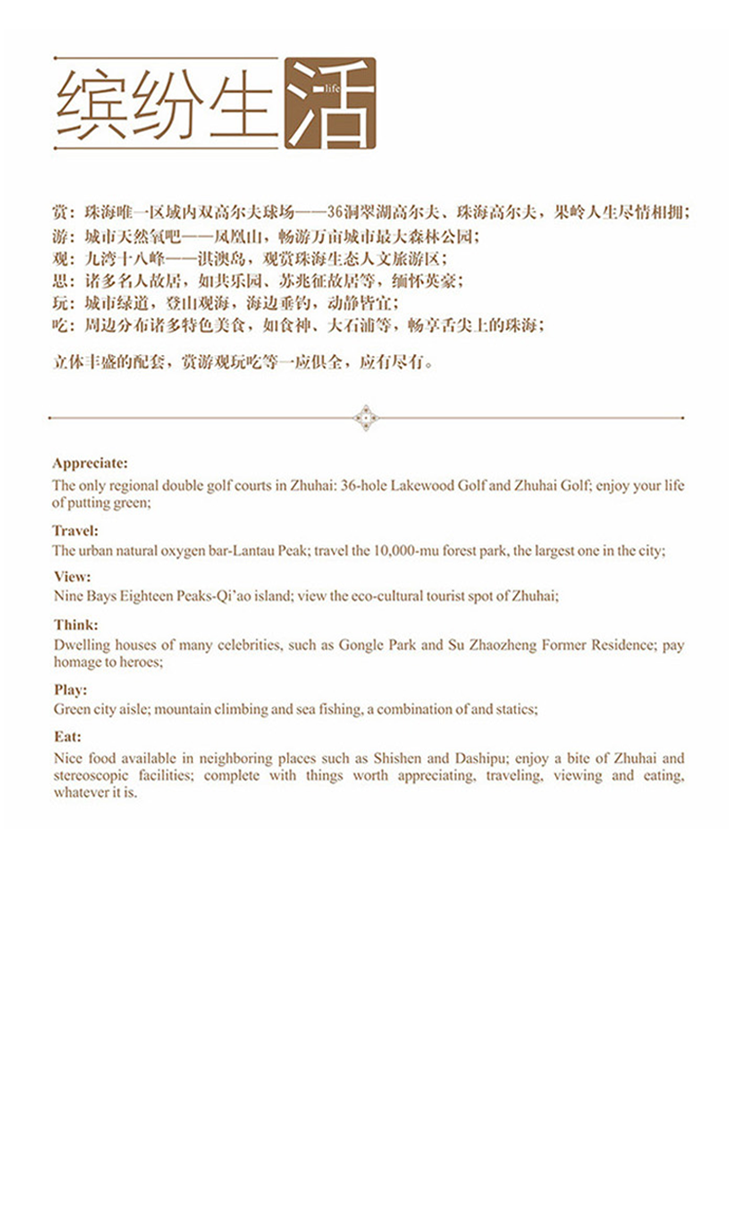 缤纷生活
life
赏：珠海唯一区域内双高尔夫球场——36洞翠湖高尔夫、珠海高尔夫，果岭人生尽情相拥；
游：城市天然氧吧——凤凰山，畅游万亩城市最大森林公园；
观：九湾十八峰——淇澳岛，观赏珠海生态人文旅游区；
思：诸多名人故居，如共乐园、苏兆征故居等，缅怀英豪；
玩：城市绿道，登山观海，海边垂钓，动静皆宜；
吃：周边分布诸多特色美食，如食神、大石浦等，畅享舌尖上的珠海；
立体丰盛的配套，赏游观玩吃等一应俱全，应有尽有。
Appreciate:
The only regional double golf courts in Zhuhai: 36-hole Lakewood Golf and Zhuhai Golf; enjoy your life
of putting green;
Travel:
The urban natural oxygen bar-Lantau Peak; travel the 10,000-mu forest park, the largest one in the city;
View:
Nine Bays Eighteen Peaks-Qi'ao island; view the eco-cultural tourist spot of Zhuhai;
Think:
Dwelling houses of many celebrities, such as Gongle Park and Su Zhaozheng Former Residence; pay
homage to heroes;
Play:
Green city aisle; mountain climbing and sea fishing, a combination of and statics;
Eat:
Nice food available in neighboring places such as Shishen and Dashipu; enjoy a bite of Zhuhai and
stereoscopic facilities; complete with things worth appreciating, traveling, viewing and eating,
whatever it is.